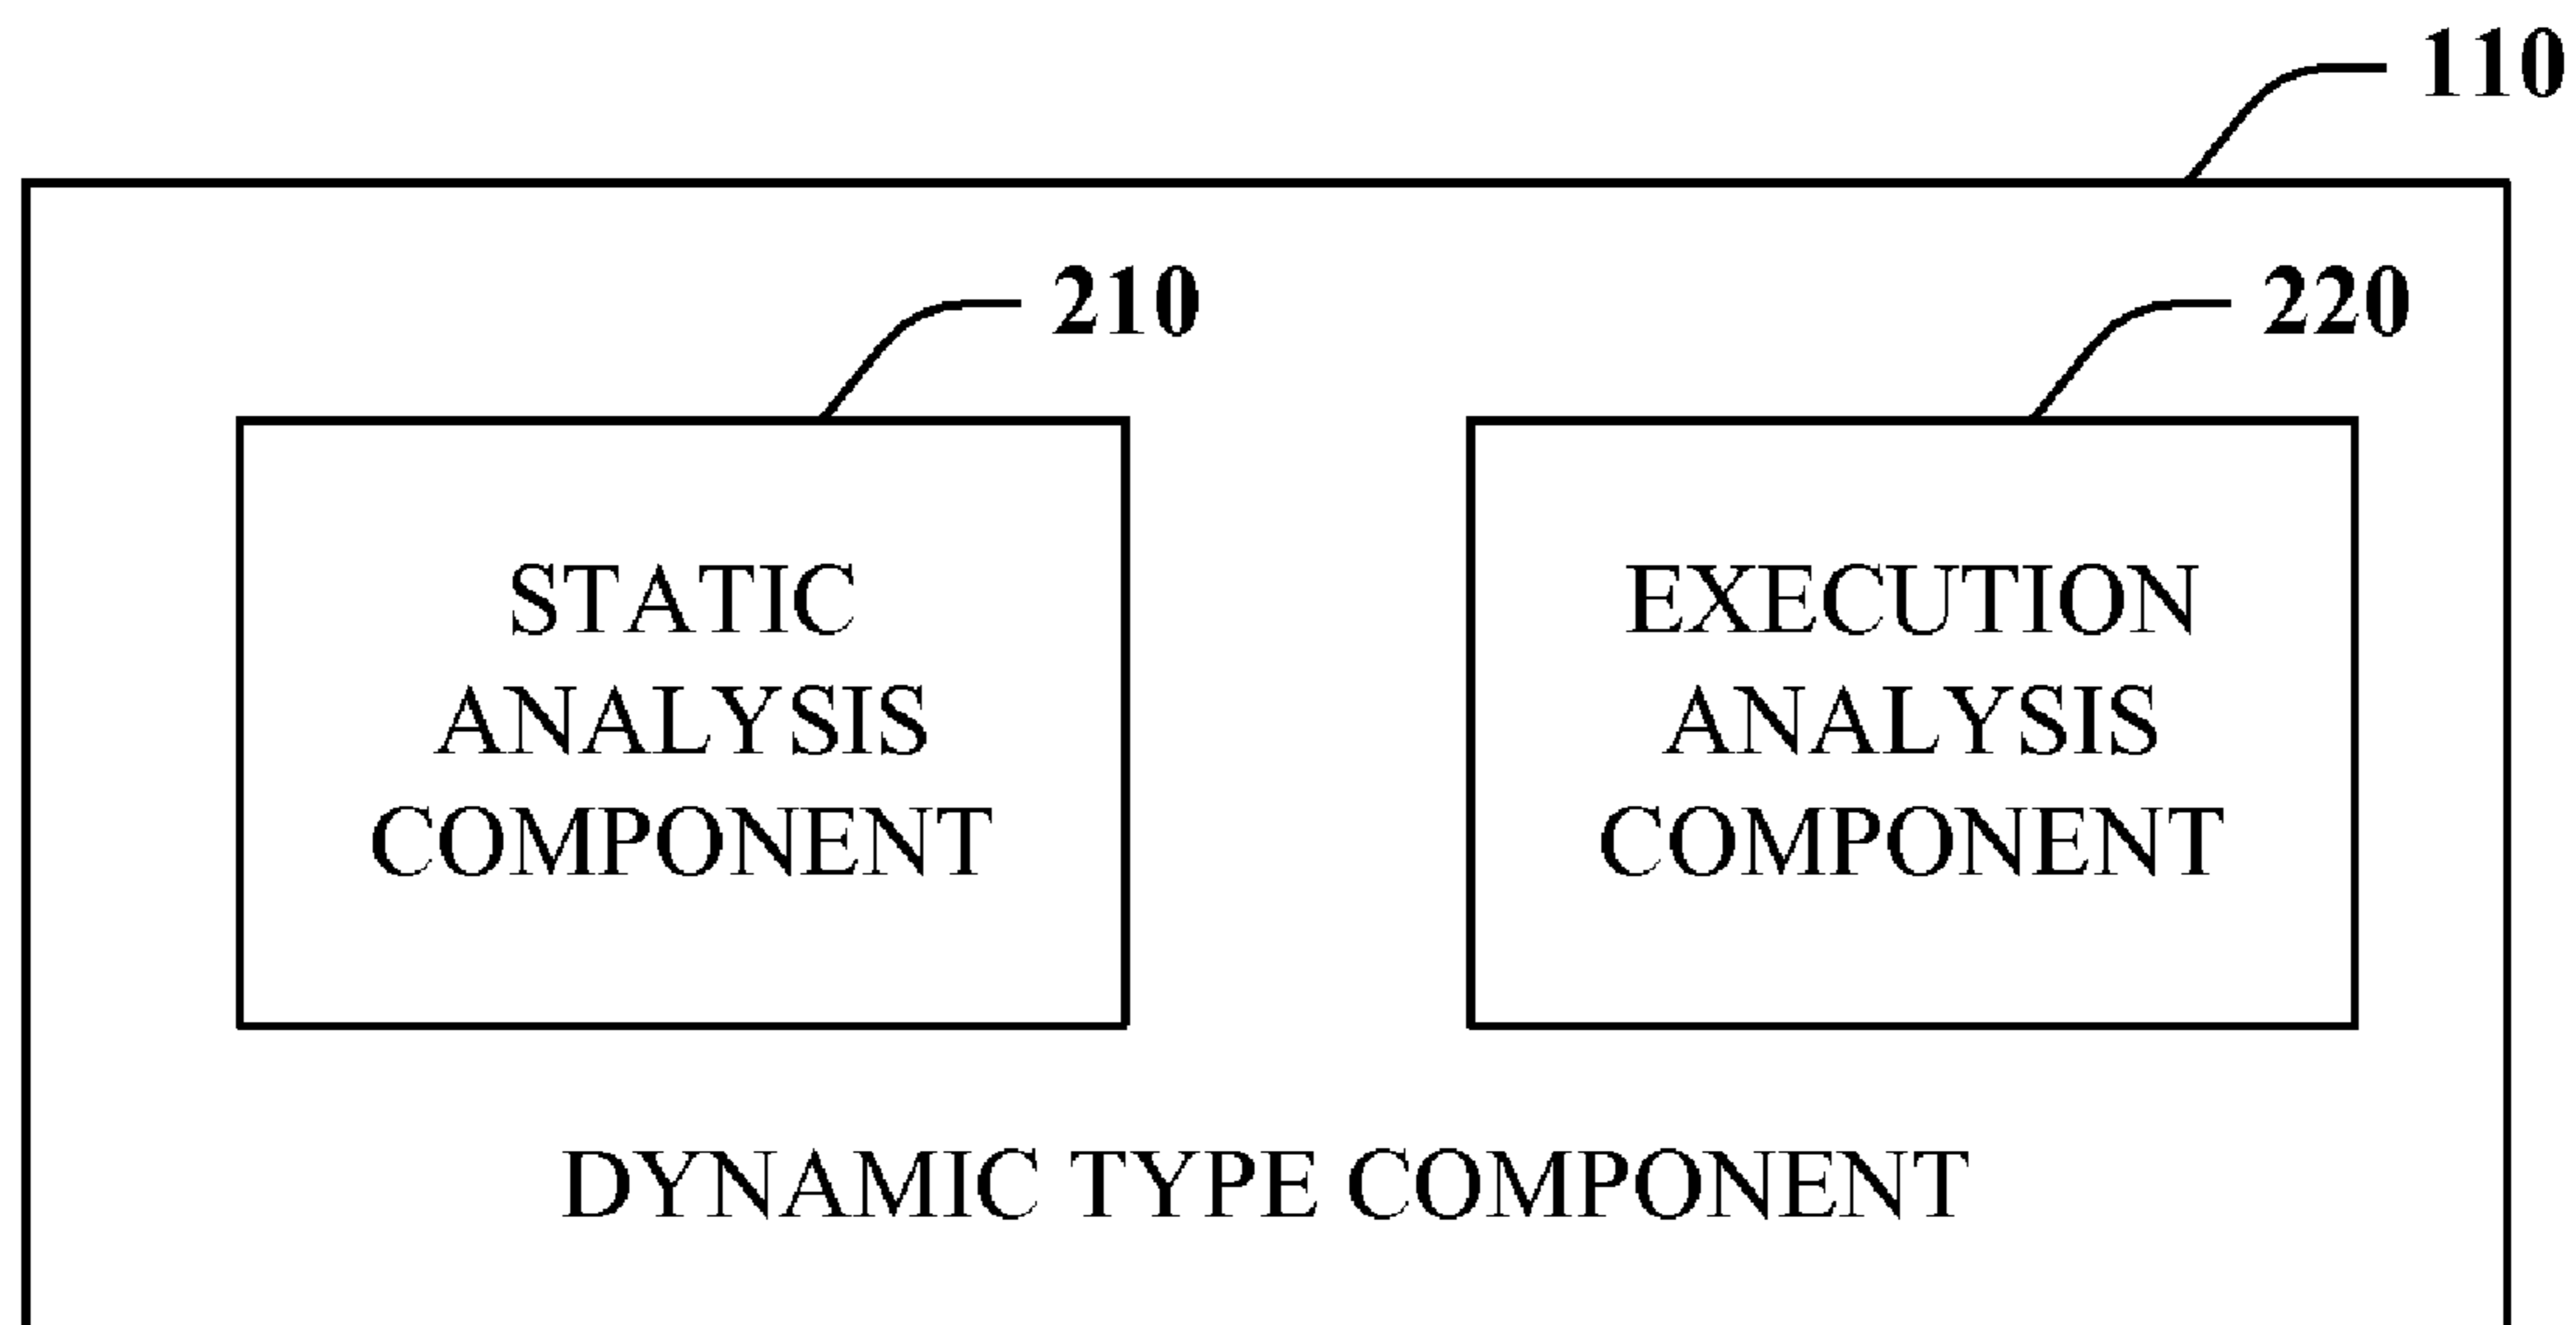 110
210
220
STATIC
ANALYSIS
COMPONENT
EXECUTION
ANALYSIS
COMPONENT
DYNAMIC TYPE COMPONENT